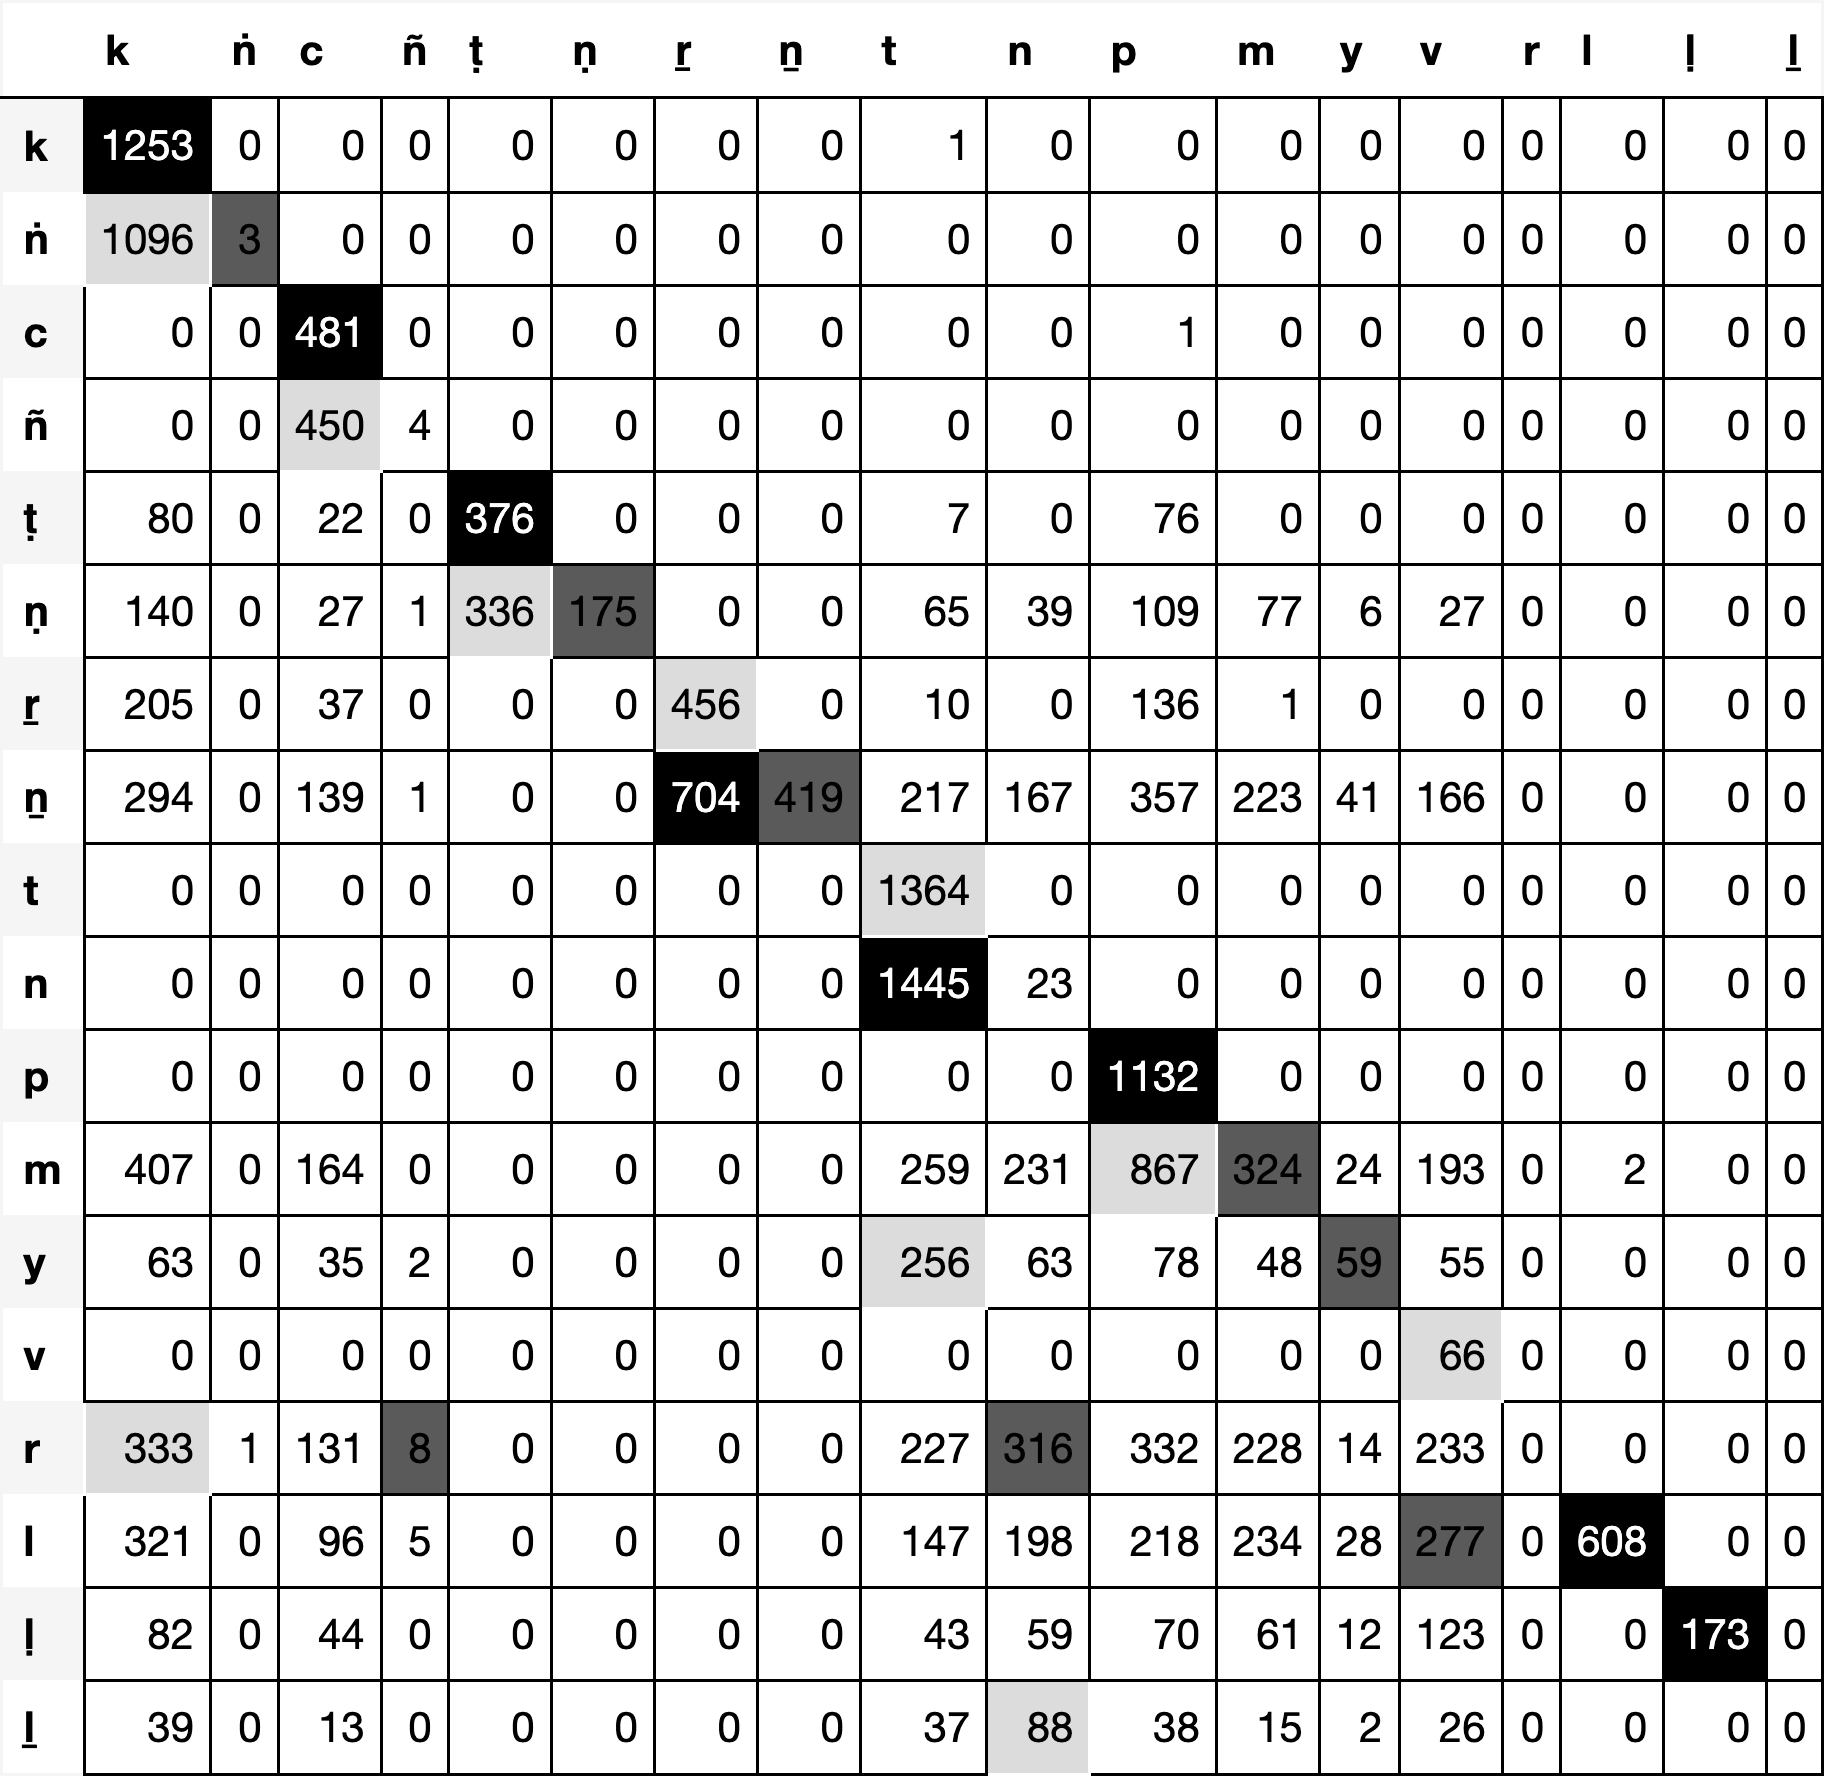 k ṅ c ñ ṭ ṇ ṟ ṉ t n p m y v r l ḷ ḻ
k 1253 0 0 0 0 0 0 0 1 0 0 0 0 0 0 0 0 0
ṅ 1096 3 0 0 0 0 0 0 0 0 0 0 0 0 0 0 0 0
c 0 0 481 0 0 0 0 0 0 0 1 0 0 0 0 0 0 0
ñ 0 0 450 4 0 0 0 0 0 0 0 0 0 0 0 0 0 0
ṭ 80 0 22 0 376 0 0 0 7 0 76 0 0 0 0 0 0 0
ṇ 140 0 27 1 336 175 0 0 65 39 109 77 6 27 0 0 0 0
ṟ 205 0 37 0 0 0 456 0 10 0 136 1 0 0 0 0 0 0
ṉ 294 0 139 1 0 0 704 419 217 167 357 223 41 166 0 0 0 0
t 0 0 0 0 0 0 0 0 1364 0 0 0 0 0 0 0 0 0
n 0 0 0 0 0 0 0 0 1445 23 0 0 0 0 0 0 0 0
p 0 0 0 0 0 0 0 0 0 0 1132 0 0 0 0 0 0 0
m 407 0 164 0 0 0 0 0 259 231 867 324 24 193 0 2 0 0
y 63 0 35 2 0 0 0 0 256 63 78 48 59 55 0 0 0 0
v 0 0 0 0 0 0 0 0 0 0 0 0 0 66 0 0 0 0
r 333 1 131 8 0 0 0 0 227 316 332 228 14 233 0 0 0 0
l 321 0 96 5 0 0 0 0 147 198 218 234 28 277 0 608 0 0
ḷ 82 0 44 0 0 0 0 0 43 59 70 61 12 123 0 0 173 0
ḻ 39 0 13 0 0 0 0 0 37 88 38 15 2 26 0 0 0 0